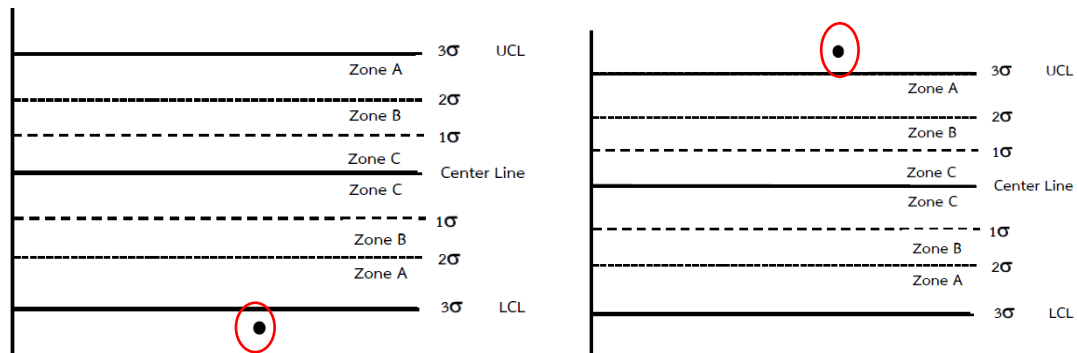 3σ UCL
Zone A
2σ
Zone B
1σ
Zone C
Center Line
Zone C
1σ
Zone B
2σ
Zone A
3σ LCL
3σ UCL
Zone A
2σ
Zone B
1σ
Zone C
Center Line
Zone C
1σ
Zone B
2σ
Zone A
3σ LCL